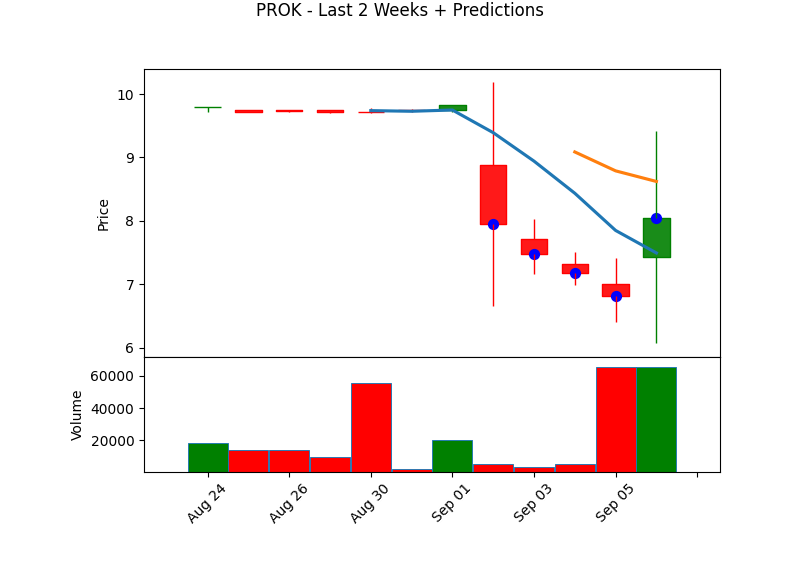 PROK - Last 2 Weeks + Predictions
10
9
8
7
6
Price
60000
40000
20000
Volume
Aug 24
Aug 26
Aug 30
Sep 01
Sep 03
Sep 05